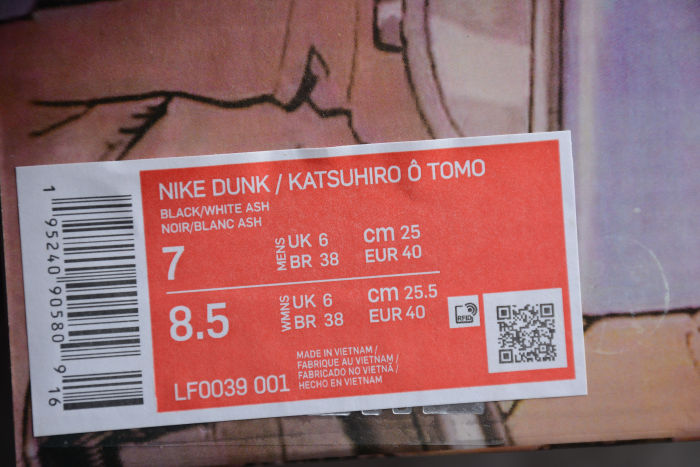 NIKE DUNK / KATSUHIRO Ô TOMO
BLACK/WHITE ASH
NOIR/BLANC ASH
7
MENS
UK 6
BR 38
cm 25
EUR 40
8.5
WMNS
UK 6
BR 38
cm 25.5
EUR 40
RFID
LF0039 001
MADE IN VIETNAM /
FABRIQUE AU VIETNAM /
FABRICADO NO VIETNÃ /
HECHO EN VIETNAM
1 95240 90580 9 16